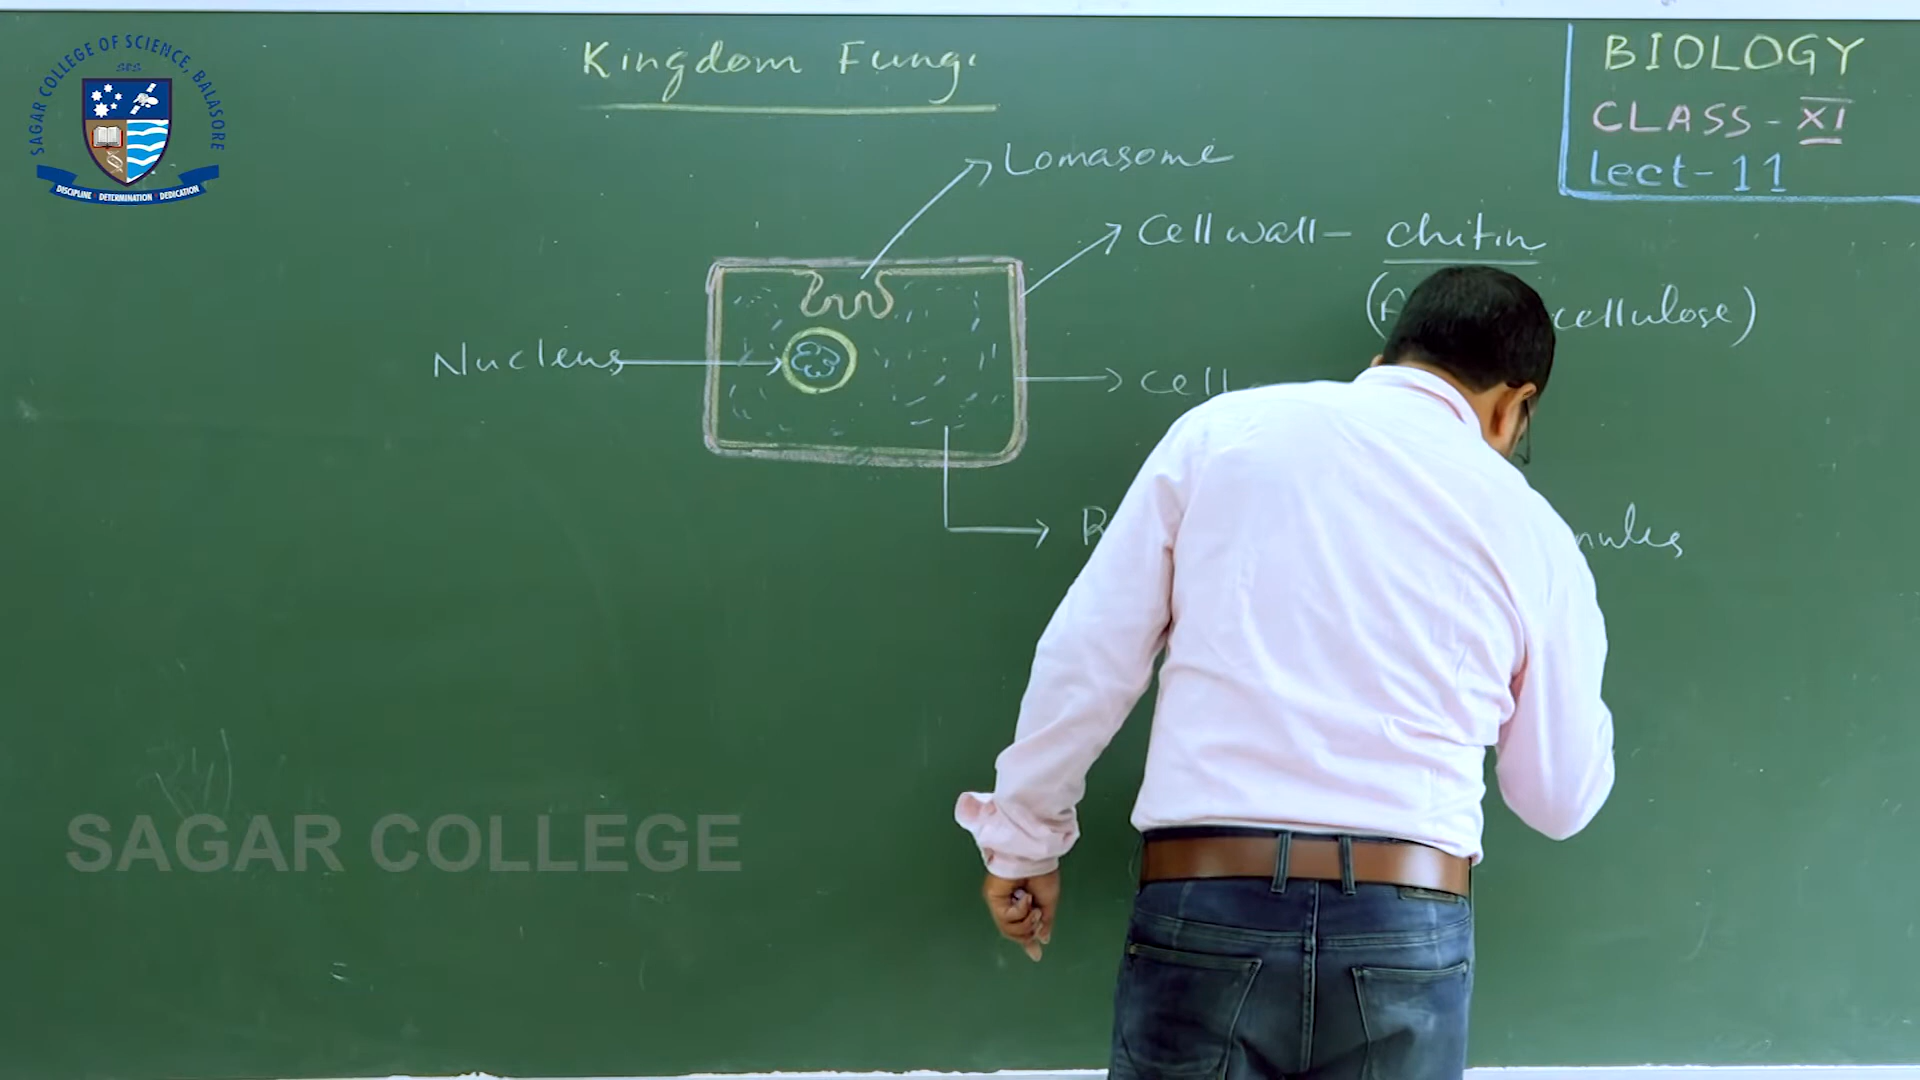 SAGAR COLLEGE OF SCIENCE, BALASORE
SCS
DISCIPLINE DETERMINATION DEDICATION
Kingdom Fungi
BIOLOGY
CLASS - XI
Lect - 11
Lomasome
Cell wall - chitin
cellulose)
Nucleus
Cell
SAGAR COLLEGE